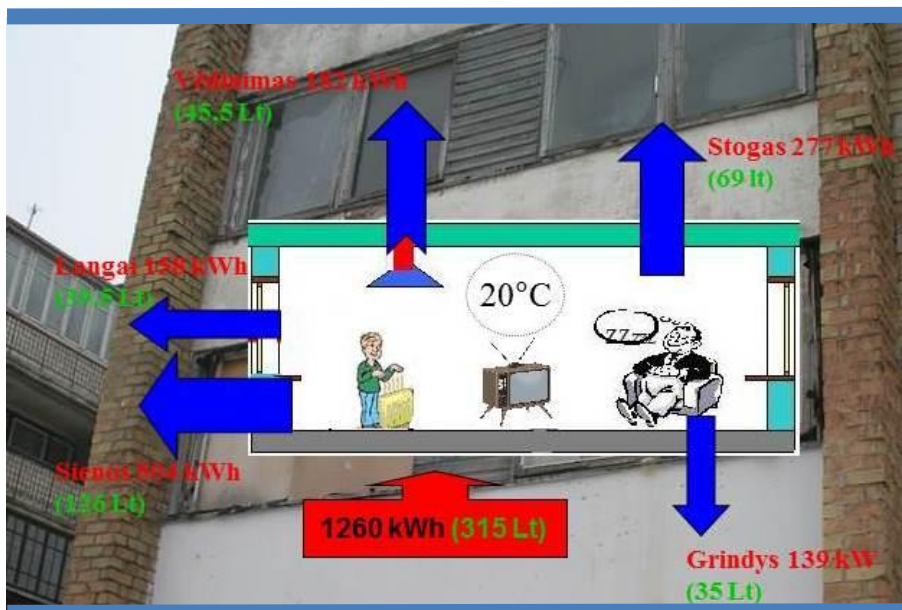 Vėdinimas 182 kWh
(45,5 Lt)
Stogas 277 kWh
(69 lt)
Langai 158 kWh
(39,5 Lt)
20°C
zzzz
Sienos 504 kWh
(126 Lt)
1260 kWh (315 Lt)
Grindys 139 kW
(35 Lt)